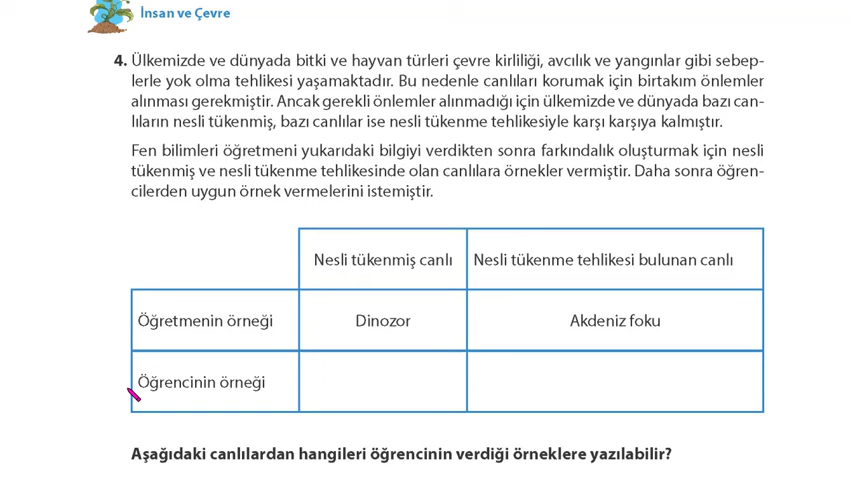 İnsan ve Çevre
4. Ülkemizde ve dünyada bitki ve hayvan türleri çevre kirliliği, avcılık ve yangınlar gibi sebep-
lerle yok olma tehlikesi yaşamaktadır. Bu nedenle canlıları korumak için birtakım önlemler
alınması gerekmiştir. Ancak gerekli önlemler alınmadığı için ülkemizde ve dünyada bazı can-
lıların nesli tükenmiş, bazı canlılar ise nesli tükenme tehlikesiyle karşı karşıya kalmıştır.
Fen bilimleri öğretmeni yukarıdaki bilgiyi verdikten sonra farkındalık oluşturmak için nesli
tükenmiş ve nesli tükenme tehlikesinde olan canlılara örnekler vermiştir. Daha sonra öğren-
cilerden uygun örnek vermelerini istemiştir.
Nesli tükenmiş canlı Nesli tükenme tehlikesi bulunan canlı
Öğretmenin örneği Dinozor Akdeniz foku
Öğrencinin örneği
Aşağıdaki canlılardan hangileri öğrencinin verdiği örneklere yazılabilir?